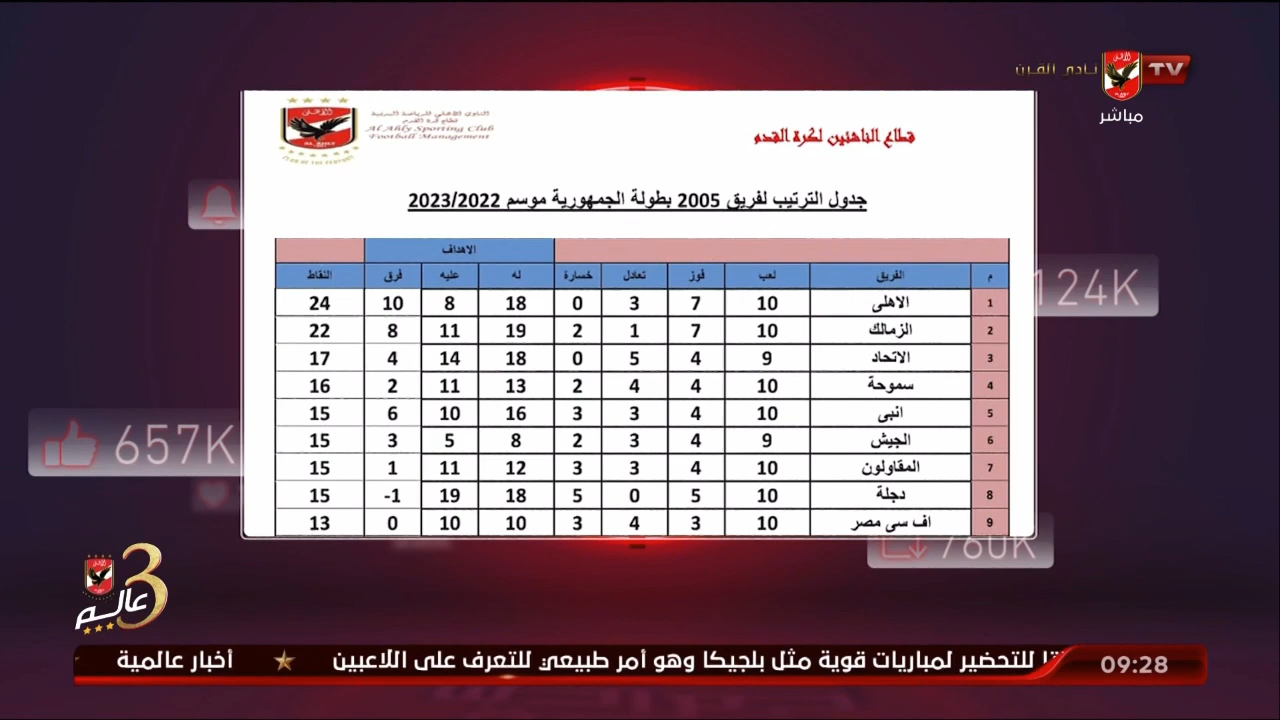 نادي القرن
TV
مباشر
Al Ahly Sporting Club
Football Management
قطاع الناشئين لكرة القدم
جدول الترتيب لفريق 2005 بطولة الجمهورية موسم 2023/2022
الاهداف
م الفريق لعب فوز تعادل خسارة له عليه فرق النقاط
1 الاهلى 10 7 3 0 18 8 10 24
2 الزمالك 10 7 1 2 19 11 8 22
3 الاتحاد 9 4 5 0 18 14 4 17
4 سموحة 10 4 4 2 13 11 2 16
5 انبى 10 4 3 3 16 10 6 15
6 الجيش 9 4 3 2 8 5 3 15
7 المقاولون 10 4 3 3 12 11 1 15
8 دجلة 10 5 0 5 18 19 -1 15
9 اف سى مصر 10 3 4 3 10 10 0 13
124K
657K
760K
3 عالم
للتحضير لمباريات قوية مثل بلجيكا وهو أمر طبيعي للتعرف على اللاعبين
أخبار عالمية
09:28